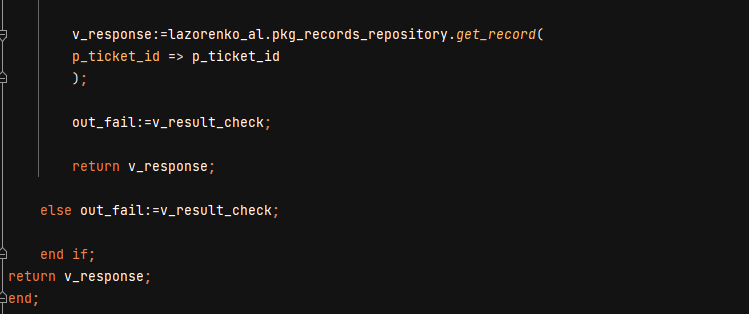 v_response:=lazorenko_al.pkg_records_repository.get_record(
p_ticket_id => p_ticket_id
);
out_fail:=v_result_check;
return v_response;
else out_fail:=v_result_check;
end if;
return v_response;
end;